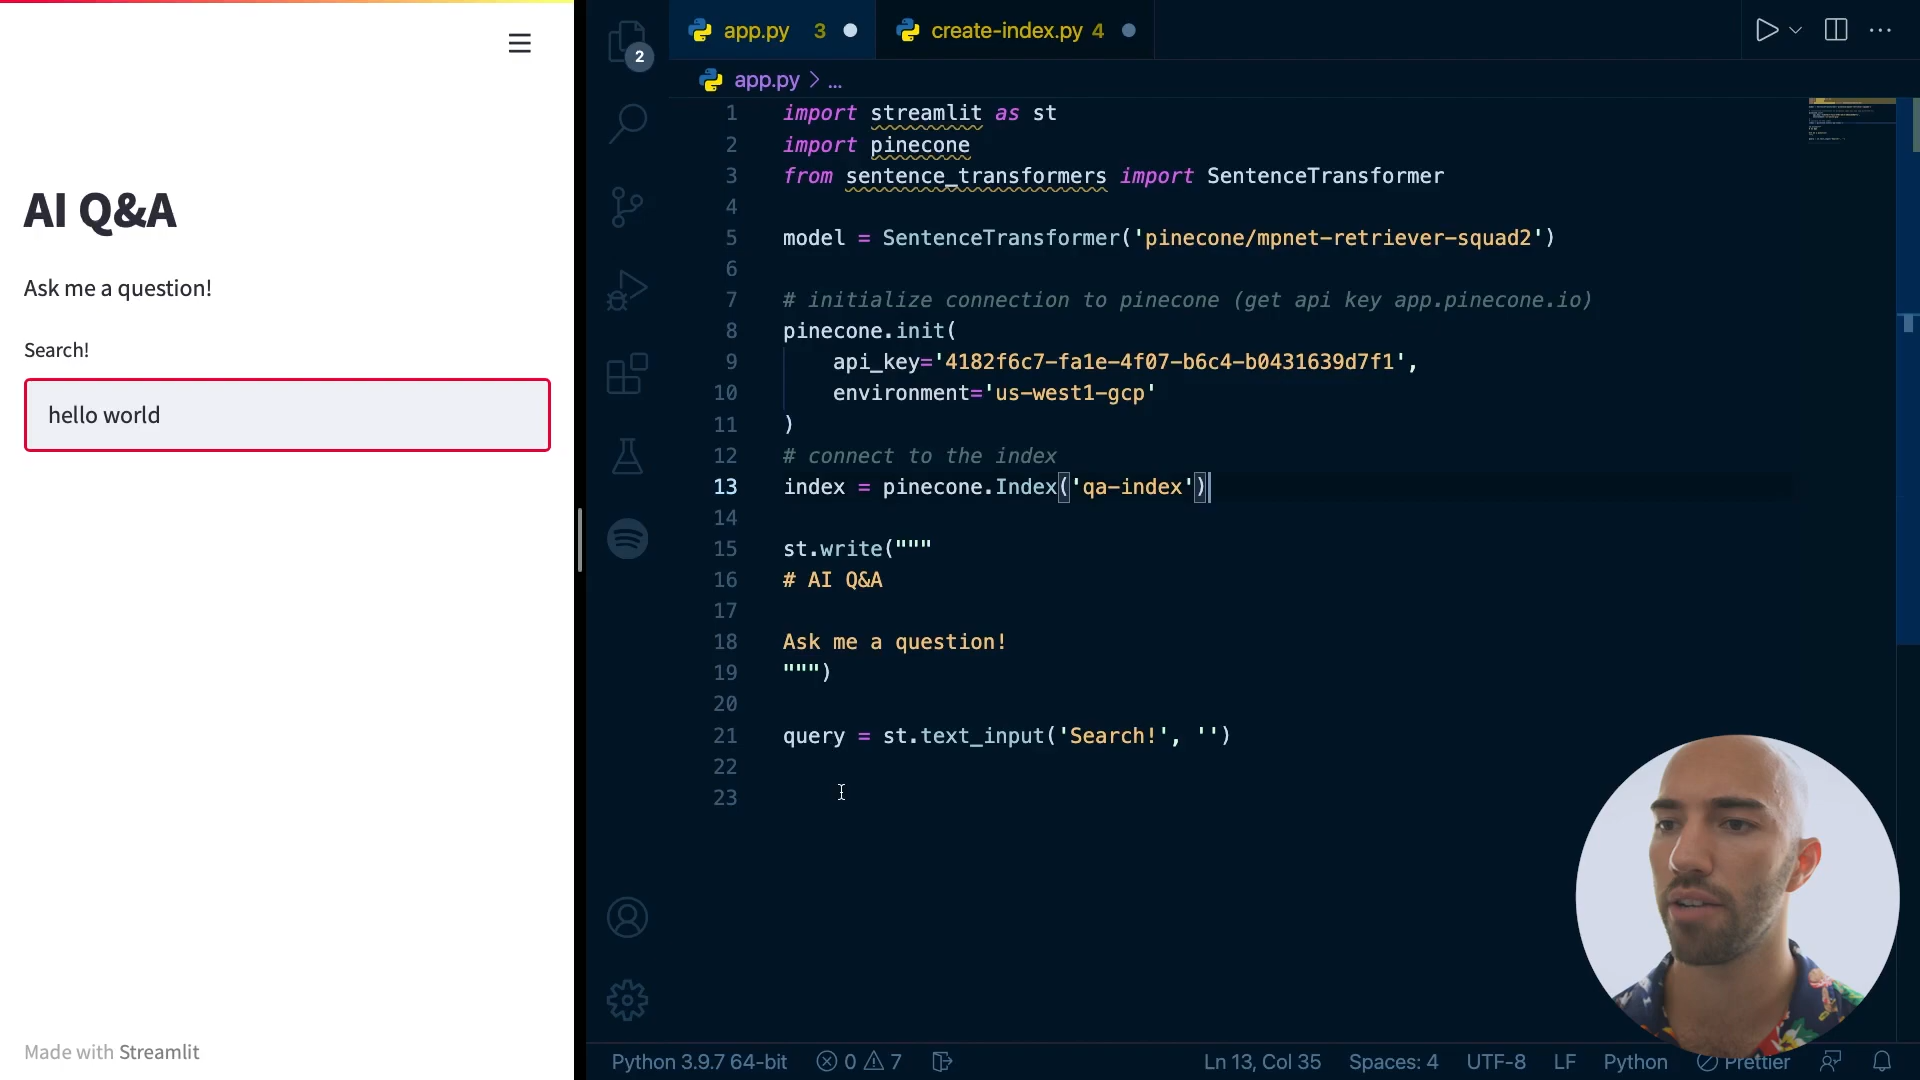 AI Q&A
Ask me a question!
Search!
hello world
Made with Streamlit
2
app.py 3
create-index.py 4
app.py > ...
1 import streamlit as st
2 import pinecone
3 from sentence_transformers import SentenceTransformer
4
5 model = SentenceTransformer('pinecone/mpnet-retriever-squad2')
6
7 # initialize connection to pinecone (get api key app.pinecone.io)
8 pinecone.init(
9 api_key='4182f6c7-fa1e-4f07-b6c4-b0431639d7f1',
10 environment='us-west1-gcp'
11 )
12 # connect to the index
13 index = pinecone.Index('qa-index')
14
15 st.write("""
16 # AI Q&A
17
18 Ask me a question!
19 """)
20
21 query = st.text_input('Search!', '')
22
23
Python 3.9.7 64-bit 0 7 Ln 13, Col 35 Spaces: 4 UTF-8 LF Python Prettier